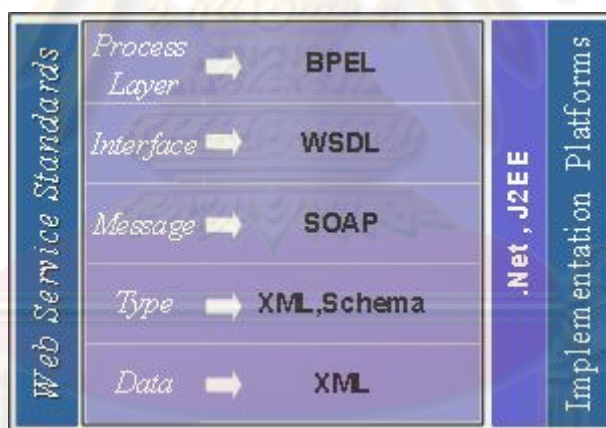 Web Service Standards
Process
Layer
BPEL
Interface
WSDL
Message
SOAP
Type
XML,Schema
Data
XML
.Net , J2EE
Implementation Platforms